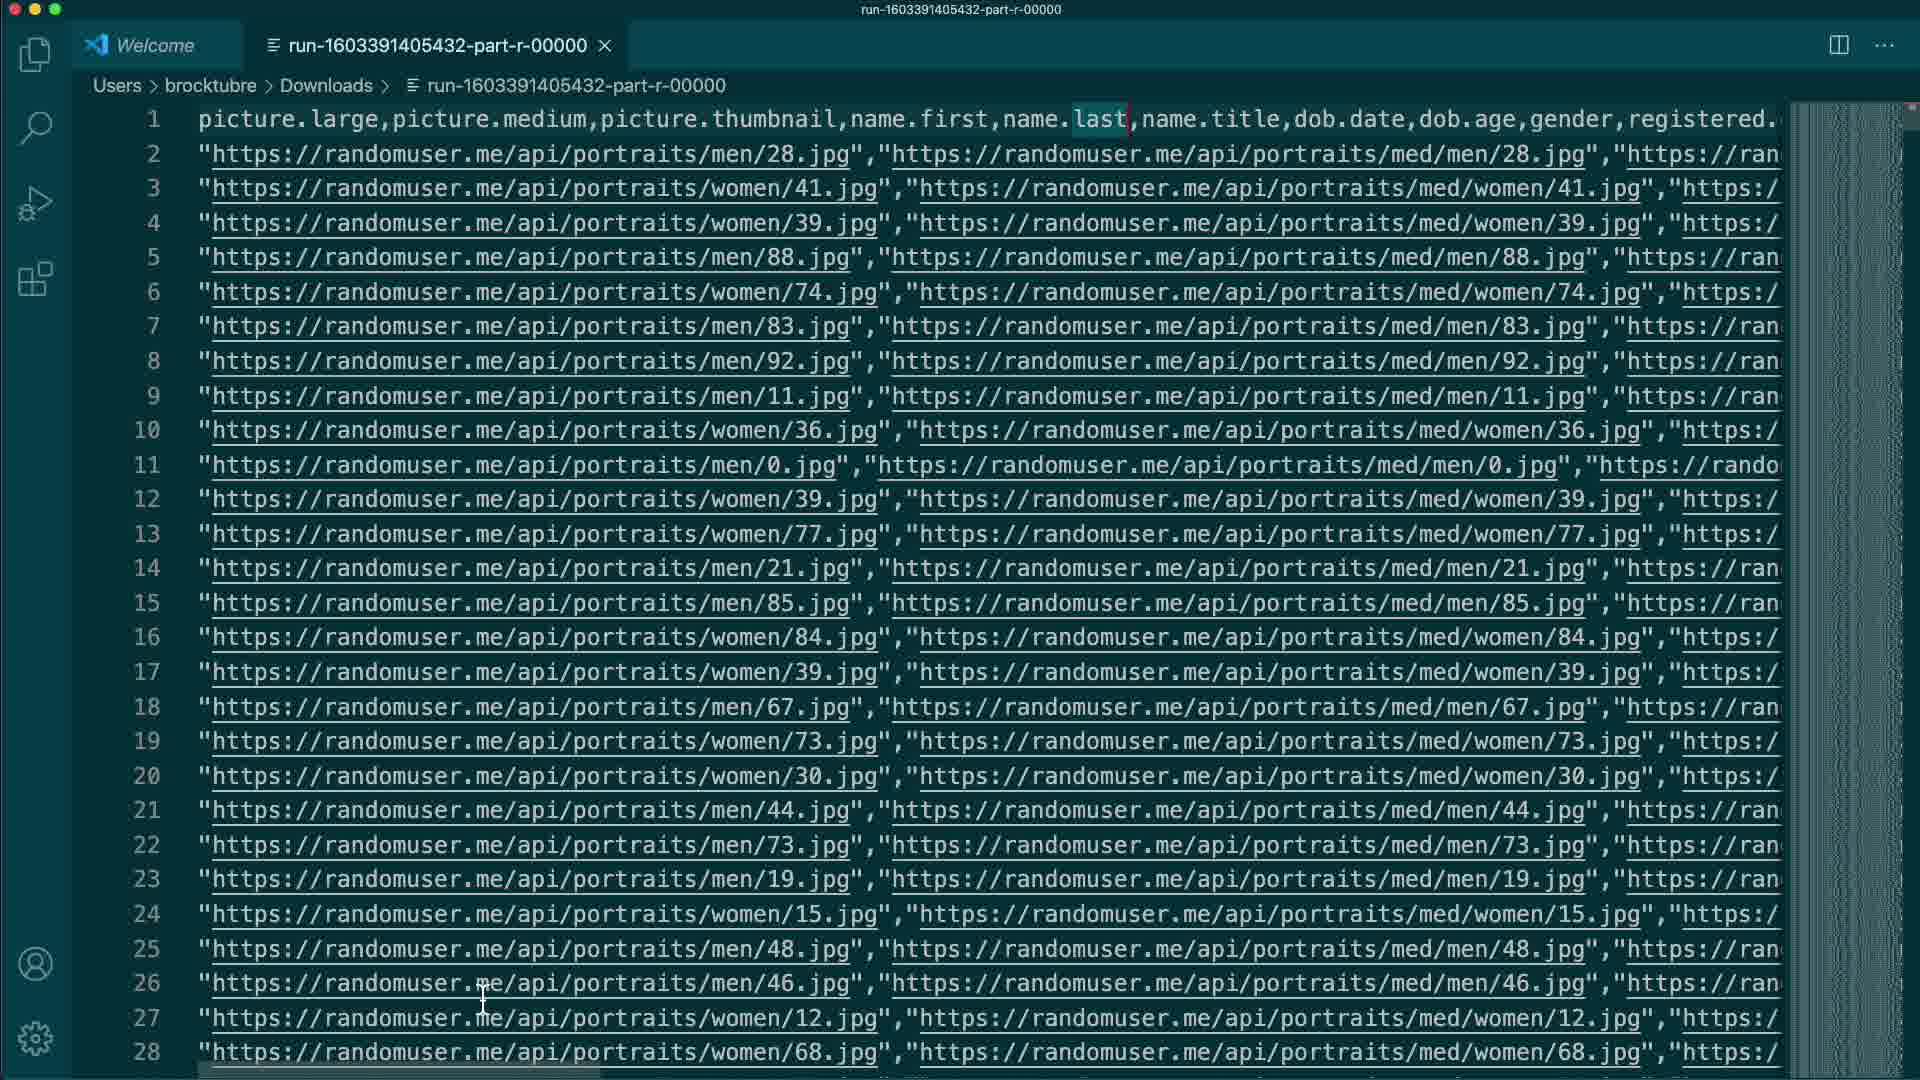 run-1603391405432-part-r-00000
Welcome
run-1603391405432-part-r-00000
Users > brocktubre > Downloads > run-1603391405432-part-r-00000
1 picture.large,picture.medium,picture.thumbnail,name.first,name.last,name.title,dob.date,dob.age,gender,registered.
2 "https://randomuser.me/api/portraits/men/28.jpg","https://randomuser.me/api/portraits/med/men/28.jpg","https://ran
3 "https://randomuser.me/api/portraits/women/41.jpg","https://randomuser.me/api/portraits/med/women/41.jpg","https:/
4 "https://randomuser.me/api/portraits/women/39.jpg","https://randomuser.me/api/portraits/med/women/39.jpg","https:/
5 "https://randomuser.me/api/portraits/men/88.jpg","https://randomuser.me/api/portraits/med/men/88.jpg","https://ran
6 "https://randomuser.me/api/portraits/women/74.jpg","https://randomuser.me/api/portraits/med/women/74.jpg","https:/
7 "https://randomuser.me/api/portraits/men/83.jpg","https://randomuser.me/api/portraits/med/men/83.jpg","https://ran
8 "https://randomuser.me/api/portraits/men/92.jpg","https://randomuser.me/api/portraits/med/men/92.jpg","https://ran
9 "https://randomuser.me/api/portraits/men/11.jpg","https://randomuser.me/api/portraits/med/men/11.jpg","https://ran
10 "https://randomuser.me/api/portraits/women/36.jpg","https://randomuser.me/api/portraits/med/women/36.jpg","https:/
11 "https://randomuser.me/api/portraits/men/0.jpg","https://randomuser.me/api/portraits/med/men/0.jpg","https://rando
12 "https://randomuser.me/api/portraits/women/39.jpg","https://randomuser.me/api/portraits/med/women/39.jpg","https:/
13 "https://randomuser.me/api/portraits/women/77.jpg","https://randomuser.me/api/portraits/med/women/77.jpg","https:/
14 "https://randomuser.me/api/portraits/men/21.jpg","https://randomuser.me/api/portraits/med/men/21.jpg","https://ran
15 "https://randomuser.me/api/portraits/men/85.jpg","https://randomuser.me/api/portraits/med/men/85.jpg","https://ran
16 "https://randomuser.me/api/portraits/women/84.jpg","https://randomuser.me/api/portraits/med/women/84.jpg","https:/
17 "https://randomuser.me/api/portraits/women/39.jpg","https://randomuser.me/api/portraits/med/women/39.jpg","https:/
18 "https://randomuser.me/api/portraits/men/67.jpg","https://randomuser.me/api/portraits/med/men/67.jpg","https://ran
19 "https://randomuser.me/api/portraits/women/73.jpg","https://randomuser.me/api/portraits/med/women/73.jpg","https:/
20 "https://randomuser.me/api/portraits/women/30.jpg","https://randomuser.me/api/portraits/med/women/30.jpg","https:/
21 "https://randomuser.me/api/portraits/men/44.jpg","https://randomuser.me/api/portraits/med/men/44.jpg","https://ran
22 "https://randomuser.me/api/portraits/men/73.jpg","https://randomuser.me/api/portraits/med/men/73.jpg","https://ran
23 "https://randomuser.me/api/portraits/men/19.jpg","https://randomuser.me/api/portraits/med/men/19.jpg","https://ran
24 "https://randomuser.me/api/portraits/women/15.jpg","https://randomuser.me/api/portraits/med/women/15.jpg","https:/
25 "https://randomuser.me/api/portraits/men/48.jpg","https://randomuser.me/api/portraits/med/men/48.jpg","https://ran
26 "https://randomuser.me/api/portraits/men/46.jpg","https://randomuser.me/api/portraits/med/men/46.jpg","https://ran
27 "https://randomuser.me/api/portraits/women/12.jpg","https://randomuser.me/api/portraits/med/women/12.jpg","https:/
28 "https://randomuser.me/api/portraits/women/68.jpg","https://randomuser.me/api/portraits/med/women/68.jpg","https:/